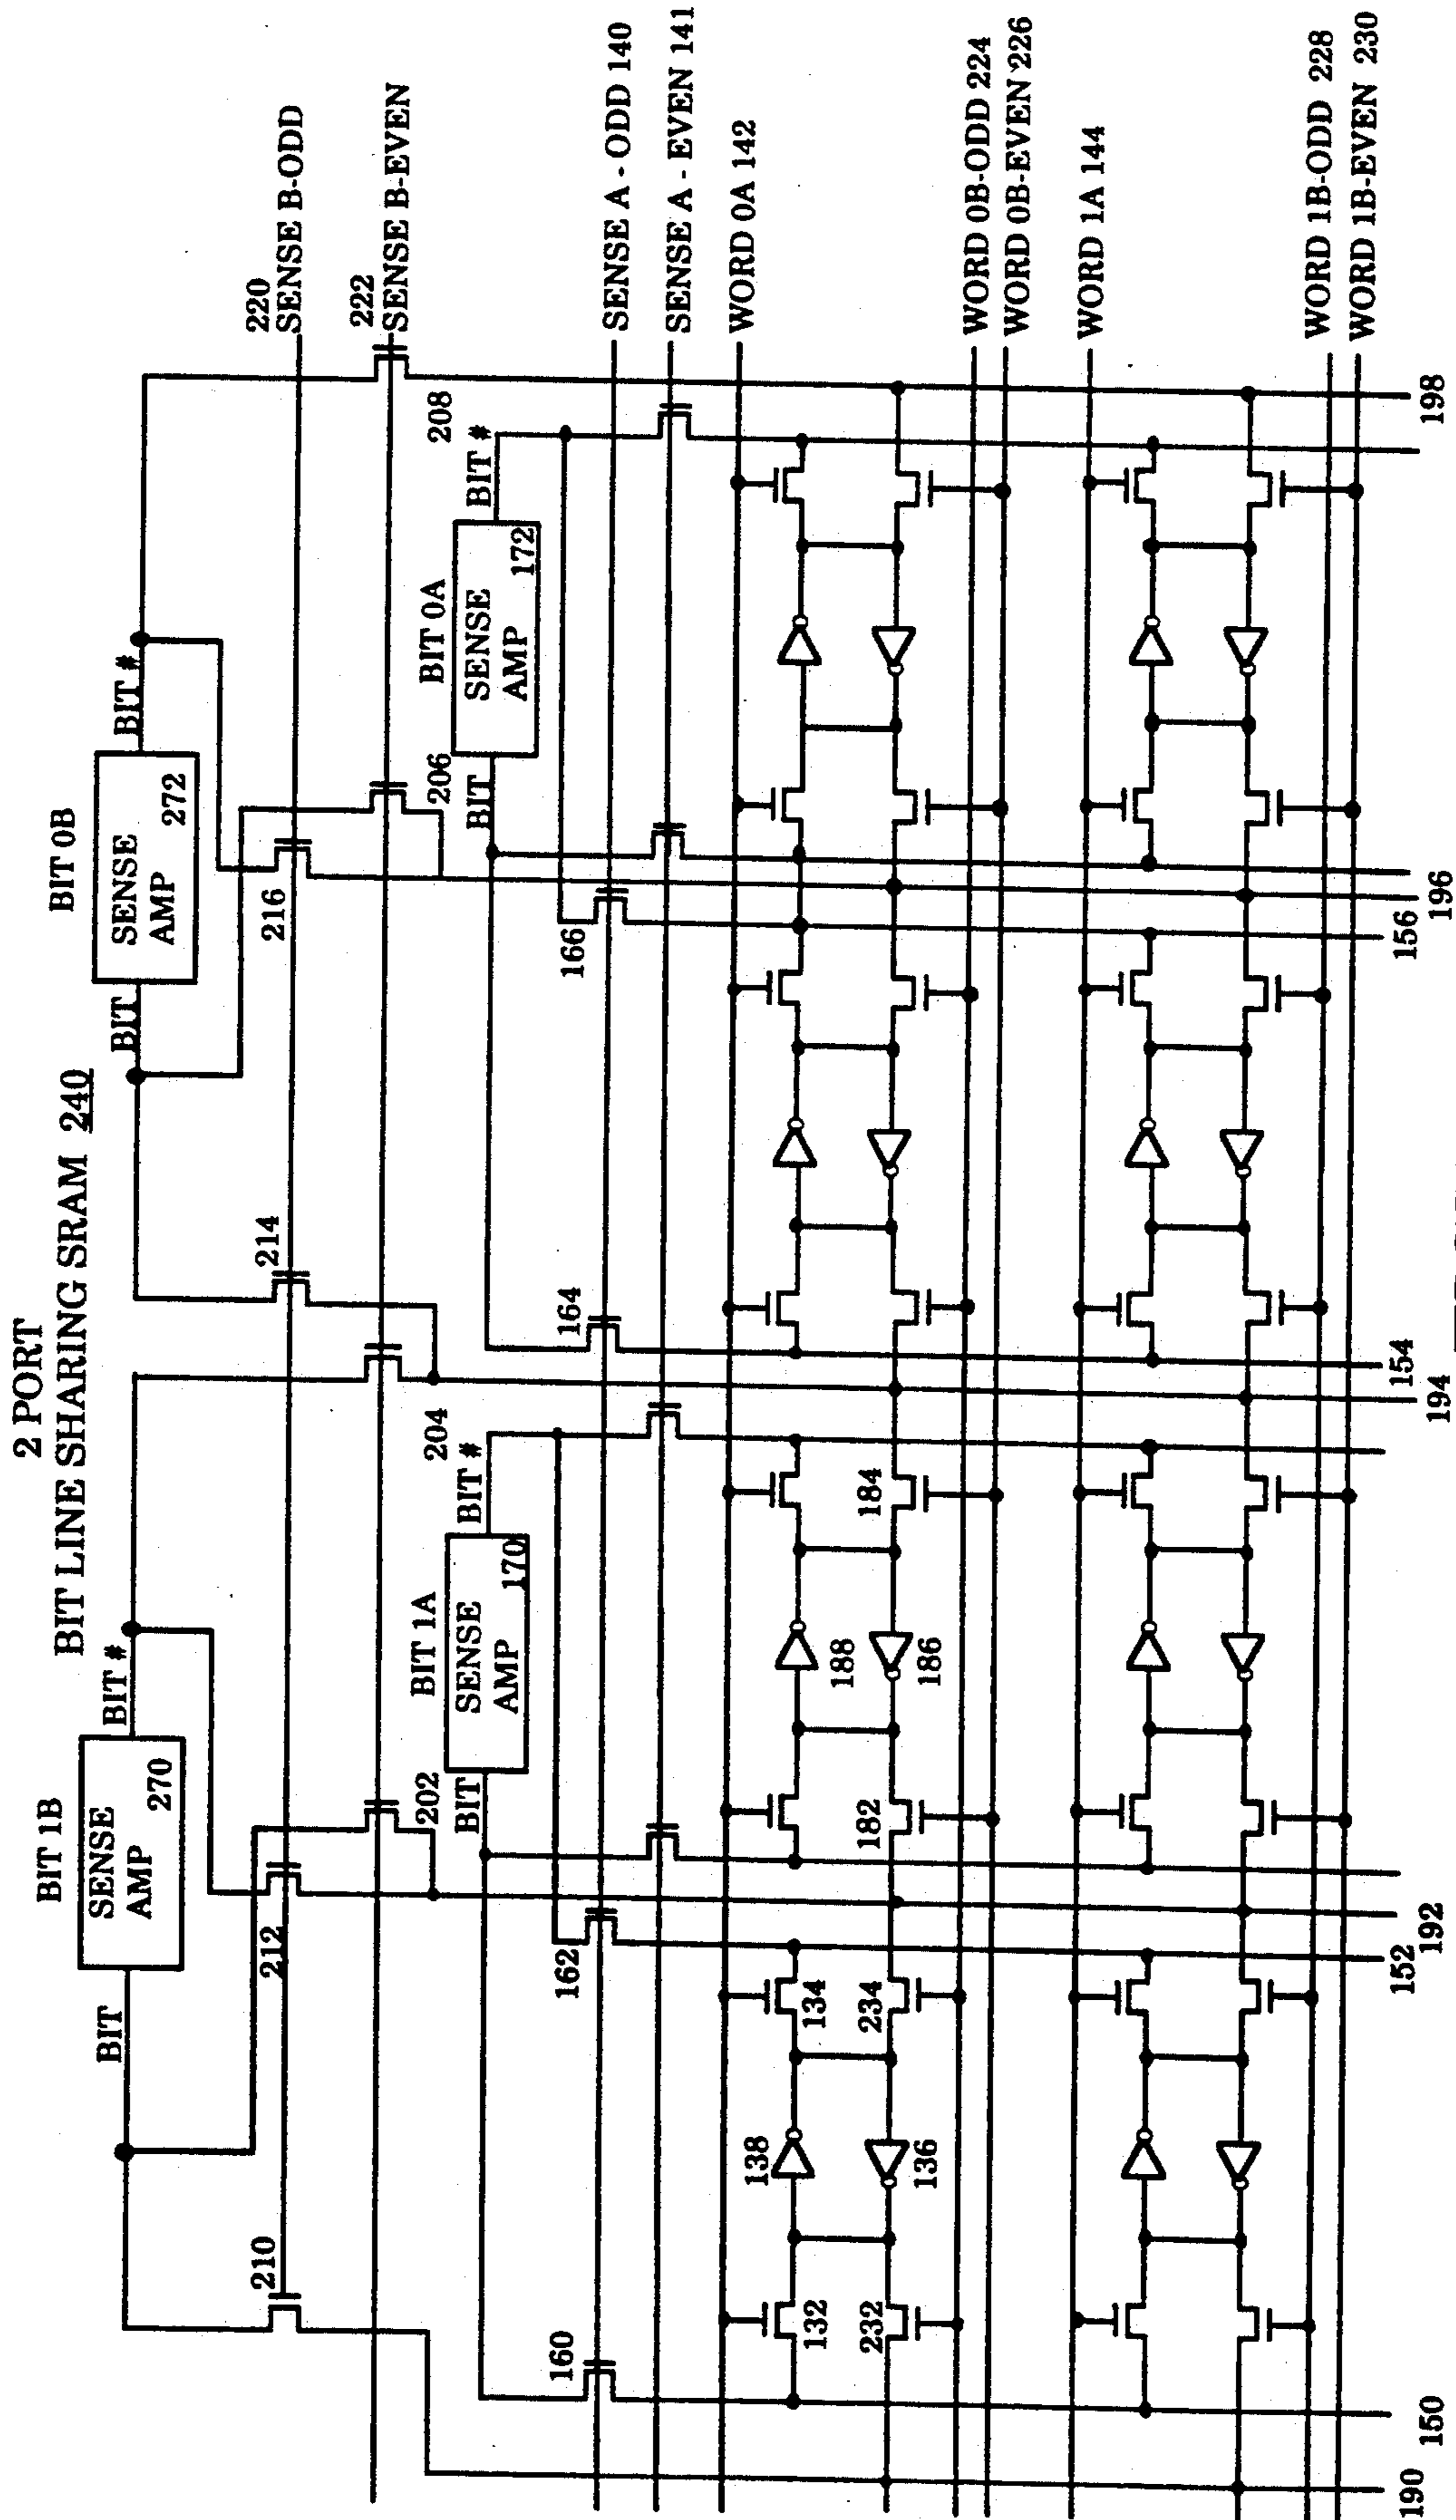 2 PORT
BIT LINE SHARING SRAM 240
BIT 1B
SENSE
AMP
270
BIT
BIT #
BIT 0B
SENSE
AMP
272
BIT
BIT #
210
212
214
216
220
SENSE B-ODD
222
SENSE B-EVEN
202
204
206
208
BIT 1A
SENSE
AMP
170
BIT
BIT #
BIT 0A
SENSE
AMP
172
BIT
BIT #
160
162
164
166
SENSE A - ODD 140
SENSE A - EVEN 141
WORD 0A 142
138
132
134
188
182
184
232
234
136
186
WORD 0B-ODD 224
WORD 0B-EVEN 226
WORD 1A 144
WORD 1B-ODD 228
WORD 1B-EVEN 230
190
150
152
192
194
154
156
196
198